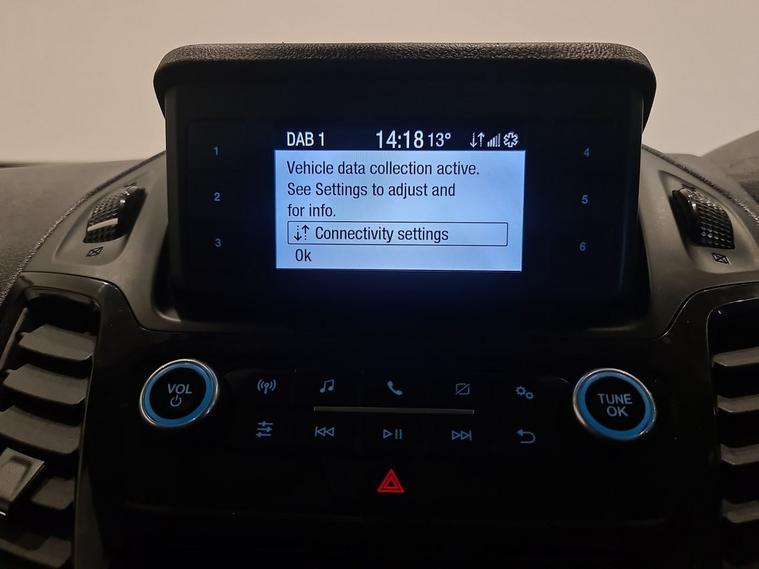 DAB 1 14:18 13°
Vehicle data collection active.
See Settings to adjust and
for info.
Connectivity settings
Ok
1
2
3
4
5
6
VOL
TUNE
OK